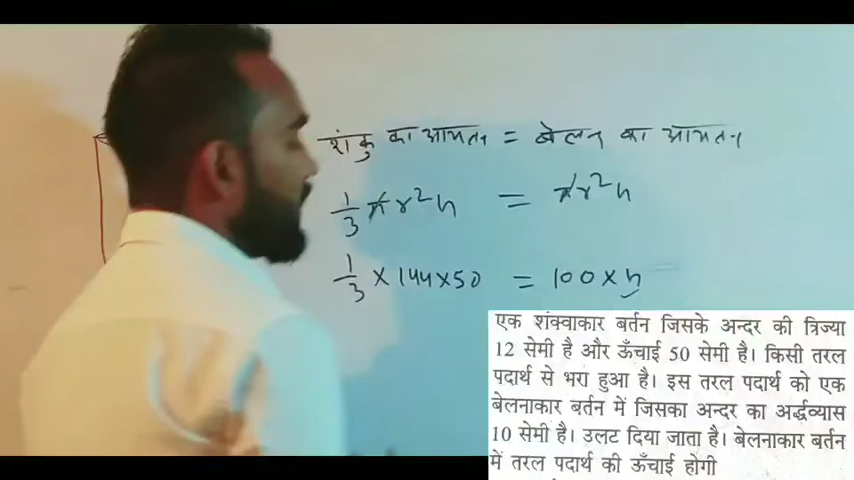 शंकु का आयतन = बेलन का आयतन
1/3 πr²h = πr²h
1/3 × 144×50 = 100×h
एक शंक्वाकार बर्तन जिसके अन्दर की त्रिज्या
12 सेमी है और ऊँचाई 50 सेमी है। किसी तरल
पदार्थ से भरा हुआ है। इस तरल पदार्थ को एक
बेलनाकार बर्तन में जिसका अन्दर का अर्द्धव्यास
10 सेमी है। उलट दिया जाता है। बेलनाकार बर्तन
में तरल पदार्थ की ऊँचाई होगी